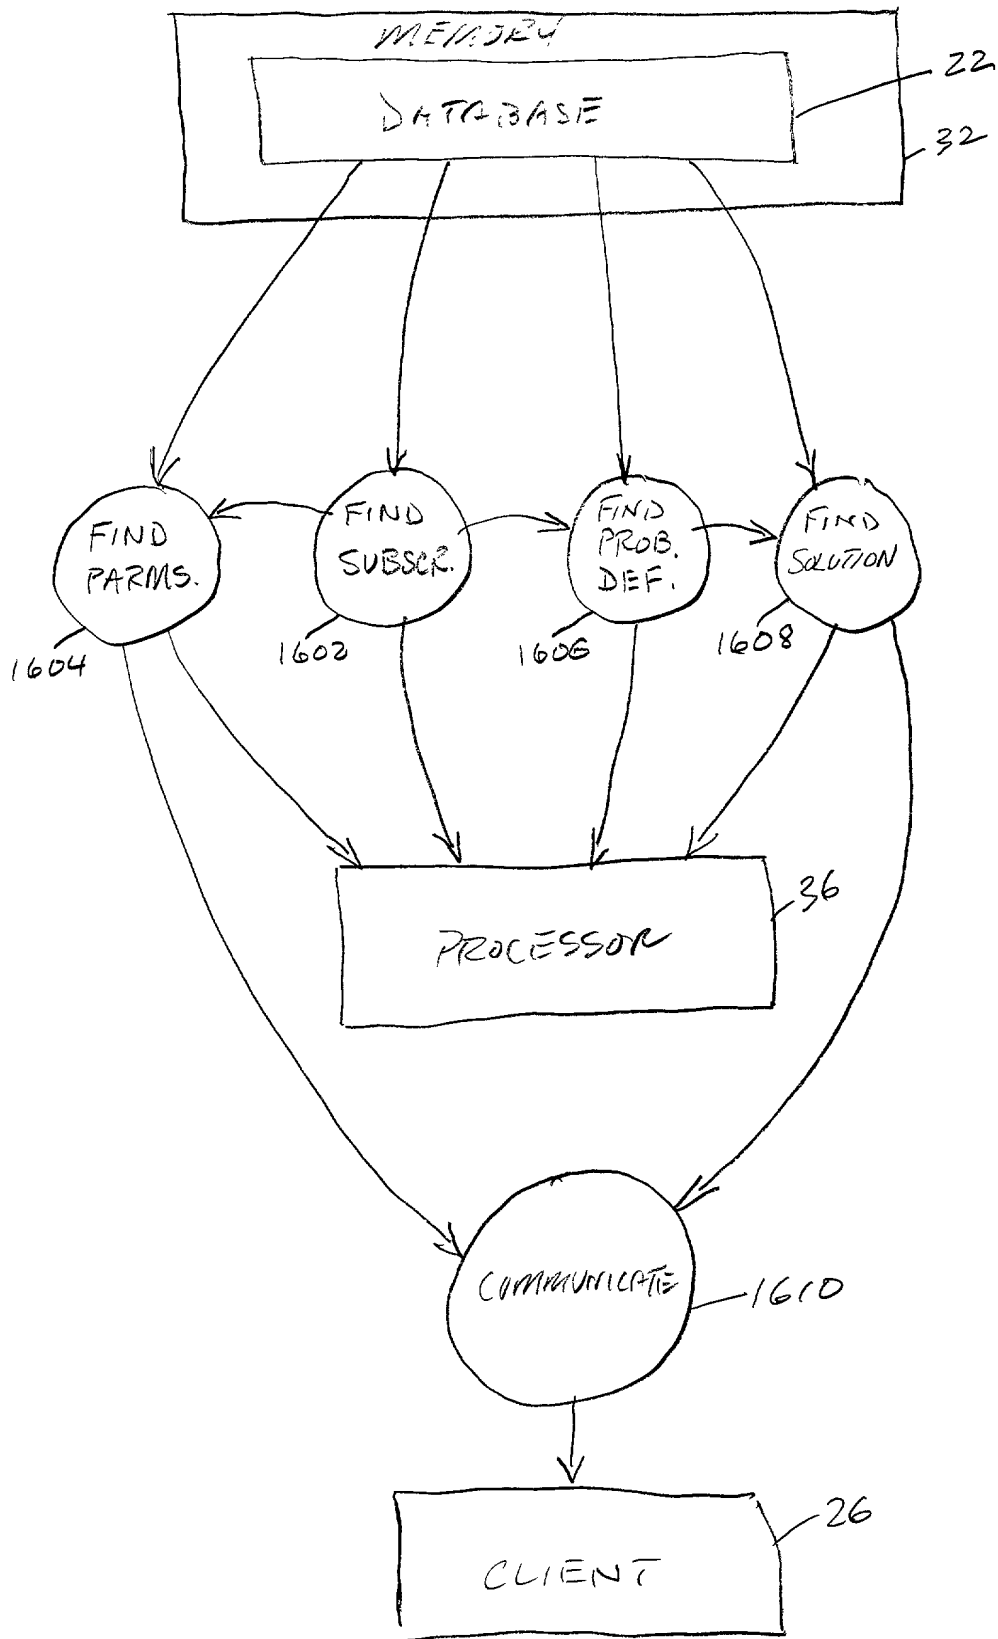 MEMORY
DATABASE
22
32
FIND
PARMS.
FIND
SUBSCR.
FIND
PROB.
DEF.
FIND
SOLUTION
1604
1602
1606
1608
PROCESSOR
36
COMMUNICATE
1610
CLIENT
26